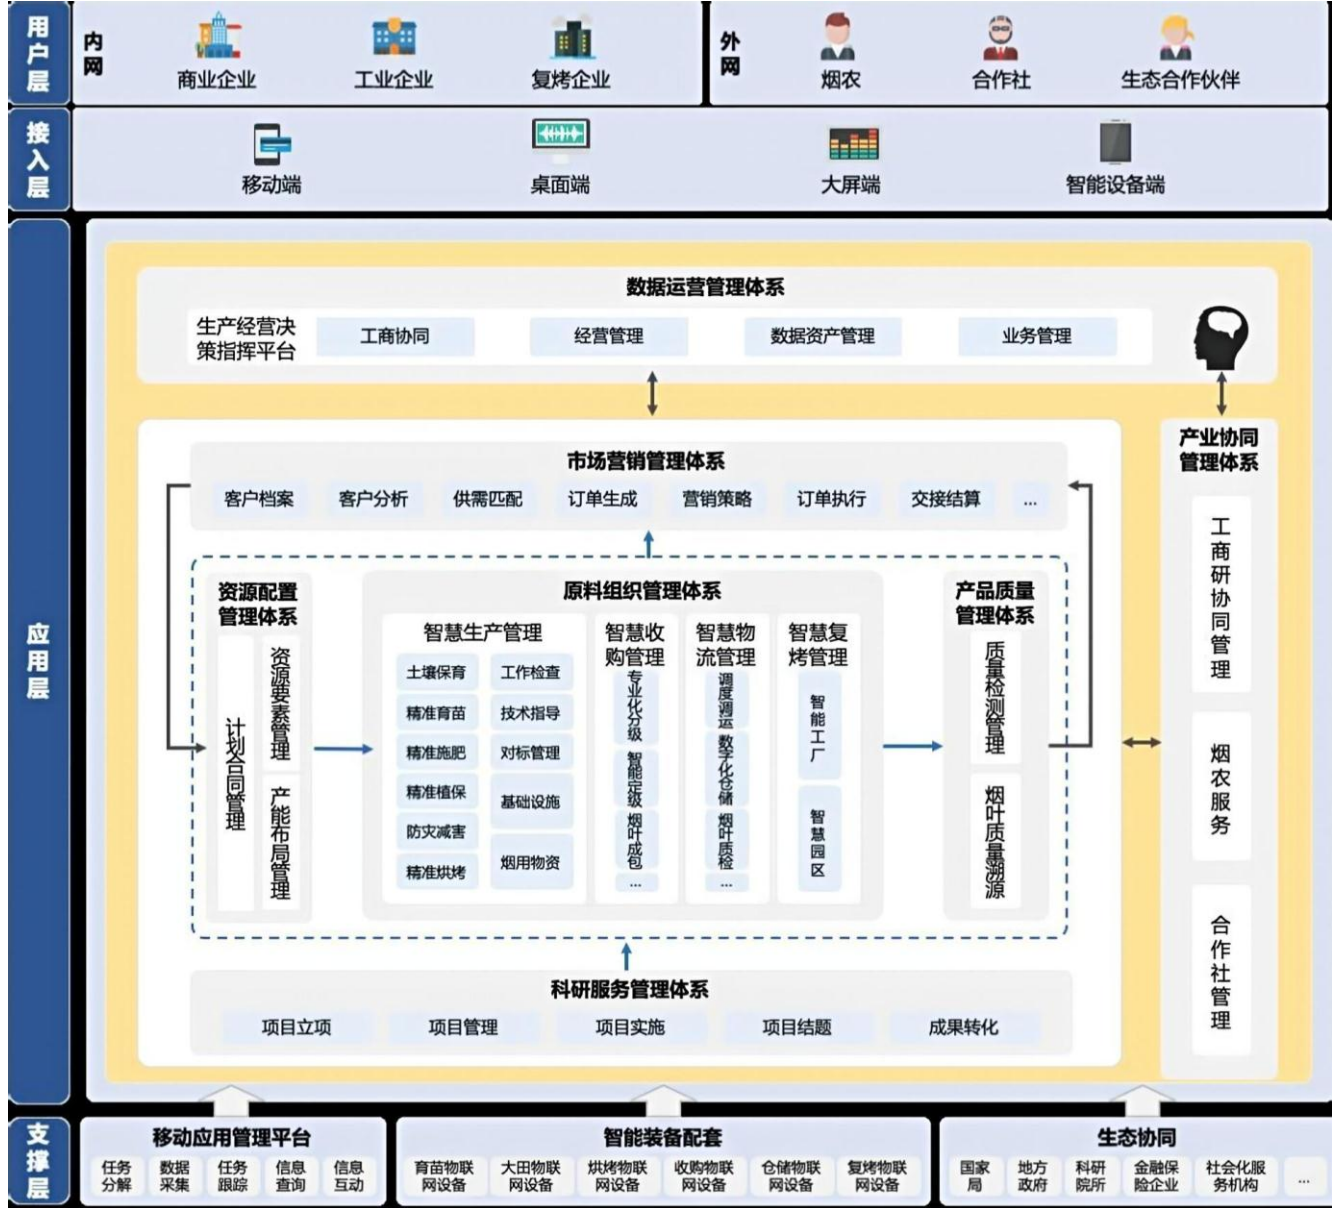 用户层
内网
商业企业
工业企业
复烤企业
外网
烟农
合作社
生态合作伙伴
接入层
移动端
桌面端
大屏端
智能设备端
应用层
数据运营管理体系
生产经营决
策指挥平台
工商协同
经营管理
数据资产管理
业务管理
市场营销管理体系
客户档案
客户分析
供需匹配
订单生成
营销策略
订单执行
交接结算
...
资源配置
管理体系
计划合同管理
资源要素管理
产能布局管理
原料组织管理体系
智慧生产管理
土壤保育
精准育苗
精准施肥
精准植保
防灾减害
精准烘烤
工作检查
技术指导
对标管理
基础设施
烟用物资
智慧收
购管理
专业化分级
智能定级
烟叶成包
...
智慧物
流管理
调度调运
数字化仓储
烟叶质检
...
智慧复
烤管理
智能工厂
智慧园区
产品质量
管理体系
质量检测管理
烟叶质量溯源
科研服务管理体系
项目立项
项目管理
项目实施
项目结题
成果转化
产业协同
管理体系
工商研协同管理
烟农服务
合作社管理
支撑层
移动应用管理平台
任务
分解
数据
采集
任务
跟踪
信息
查询
信息
互动
智能装备配套
育苗物联
网设备
大田物联
网设备
烘烤物联
网设备
收购物联
网设备
仓储物联
网设备
复烤物联
网设备
生态协同
国家
局
地方
政府
科研
院所
金融保
险企业
社会化服
务机构
...